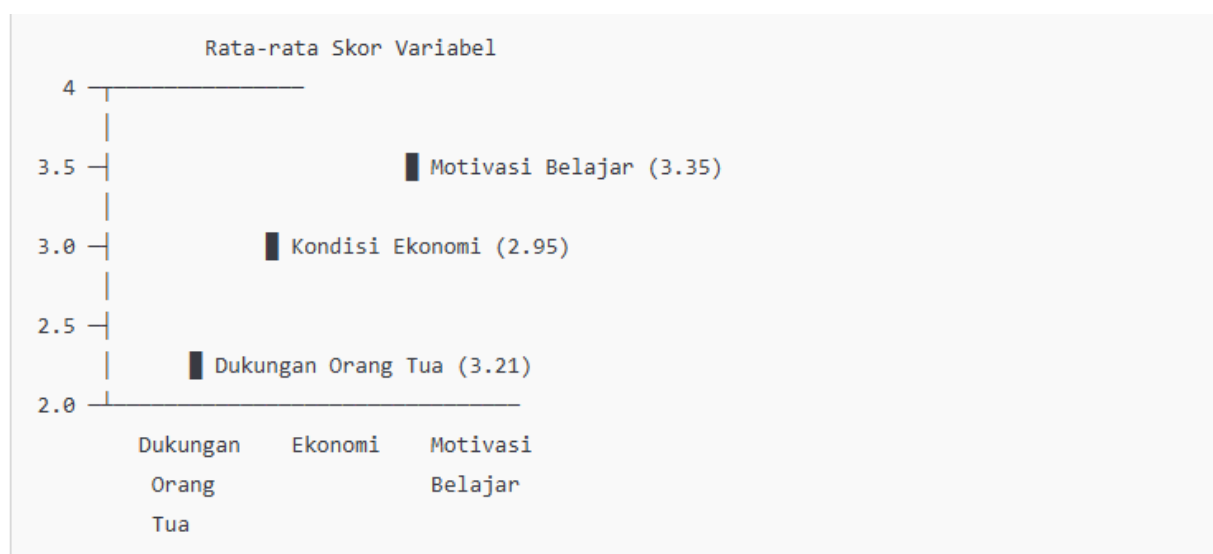 Rata-rata Skor Variabel
4
3.5 Motivasi Belajar (3.35)
3.0 Kondisi Ekonomi (2.95)
2.5
Dukungan Orang Tua (3.21)
2.0
Dukungan Ekonomi Motivasi
Orang Belajar
Tua